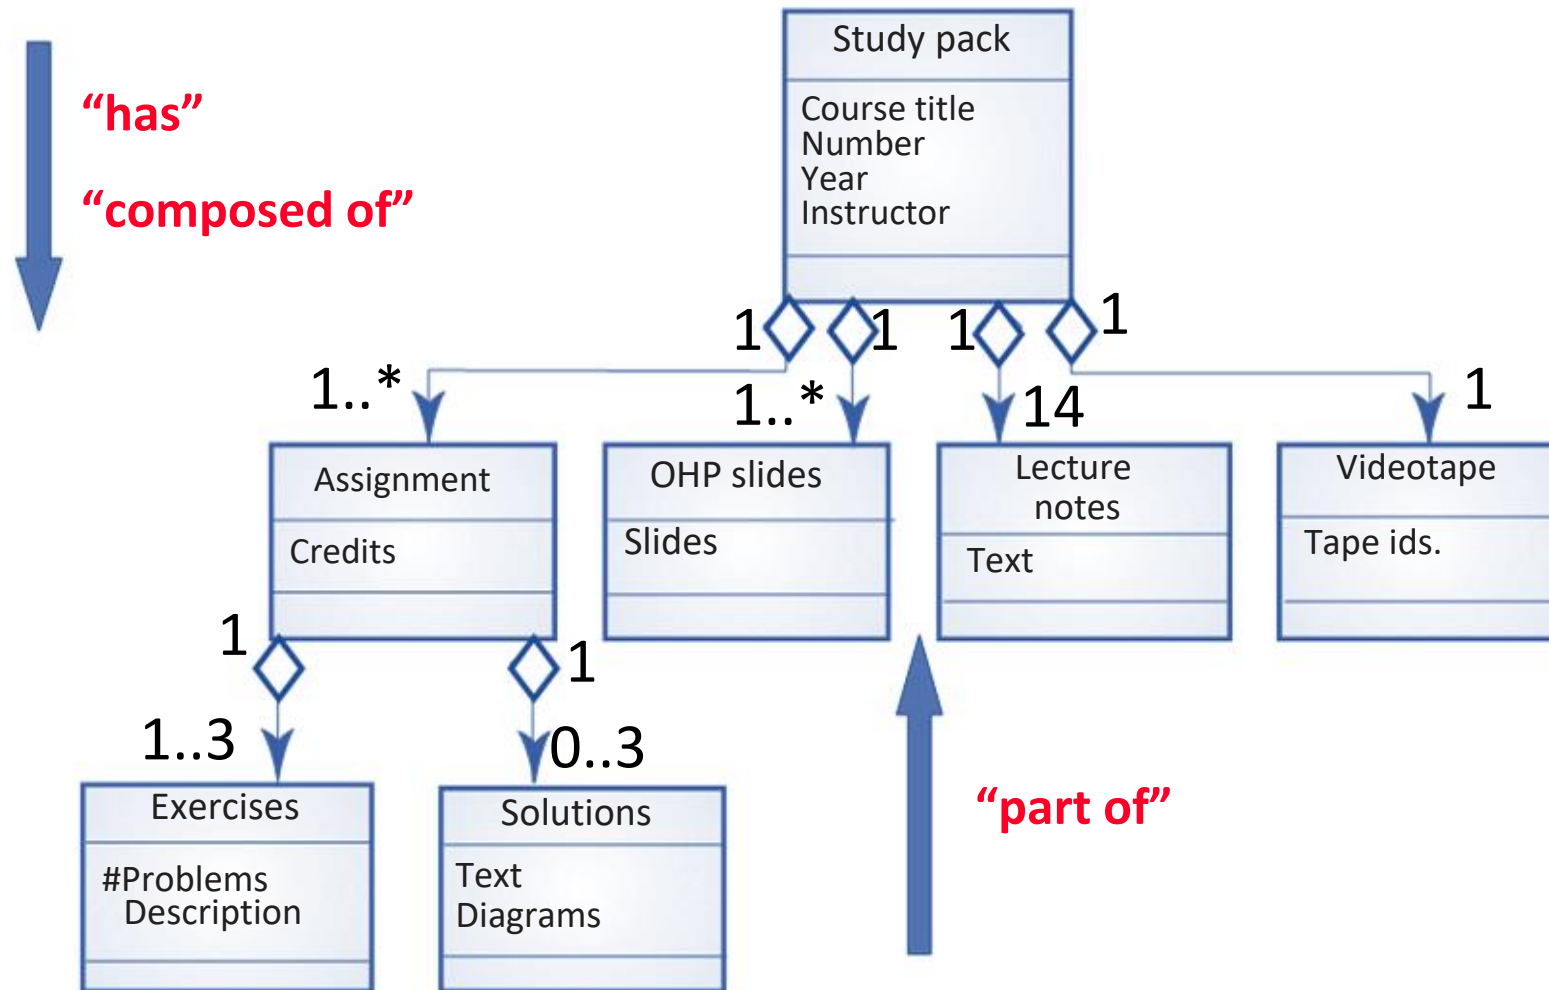 Study pack
“has”
Course title
Number
Year
“composed of”
Instructor
1
1
1
1
1..*
1..*
14
1
Assignment
OHP slides
Lecture
notes
Videotape
Credits
Slides
Text
Tape ids.
1
1
1..3
0..3
Exercises
Solutions
“part of”
#Problems
Description
Text
Diagrams